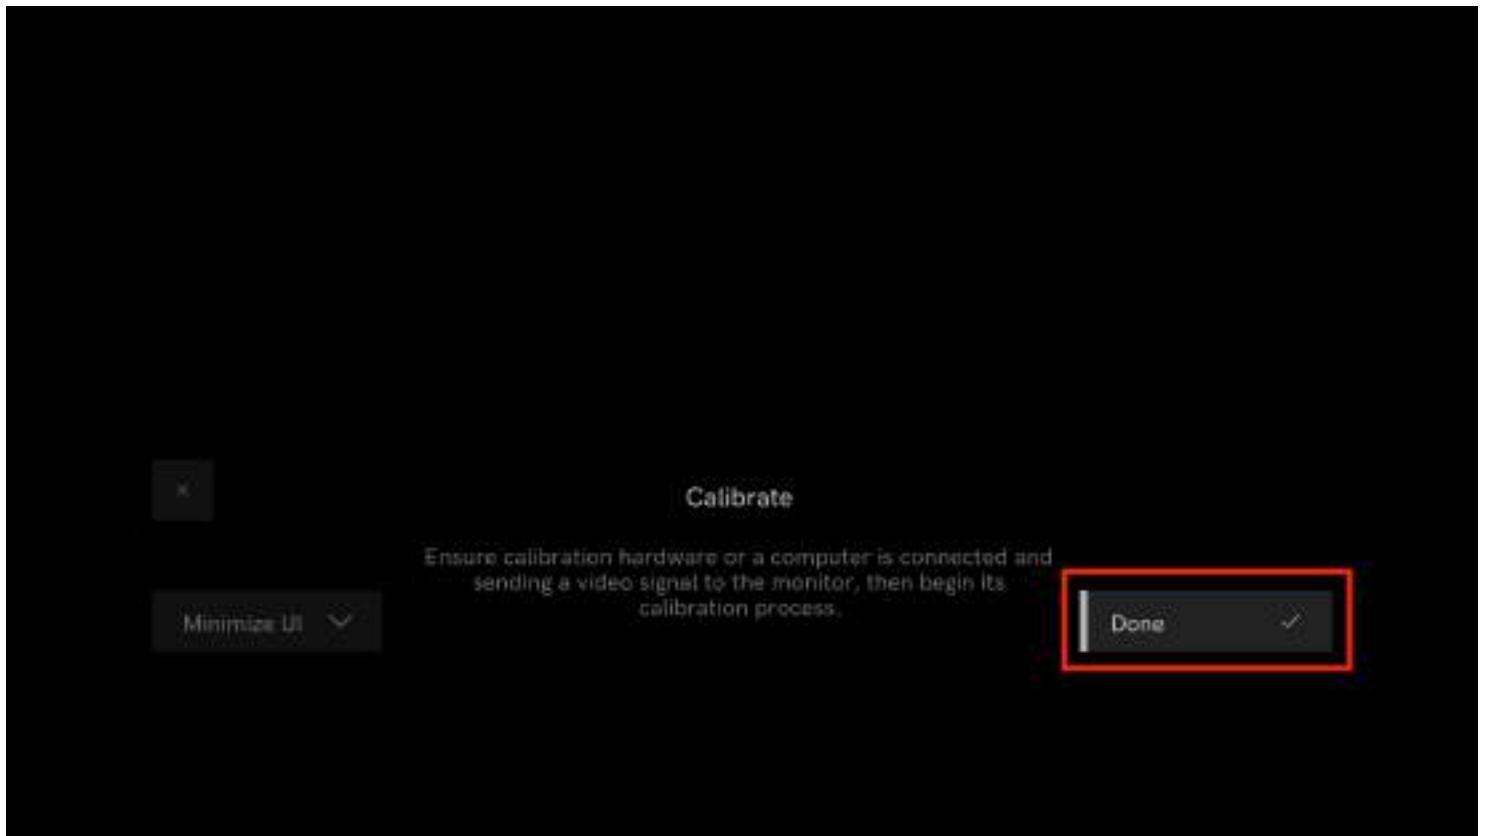 Calibrate
Ensure calibration hardware or a computer is connected and
sending a video signal to the monitor, then begin its
calibration process.
Minimize UI
Done